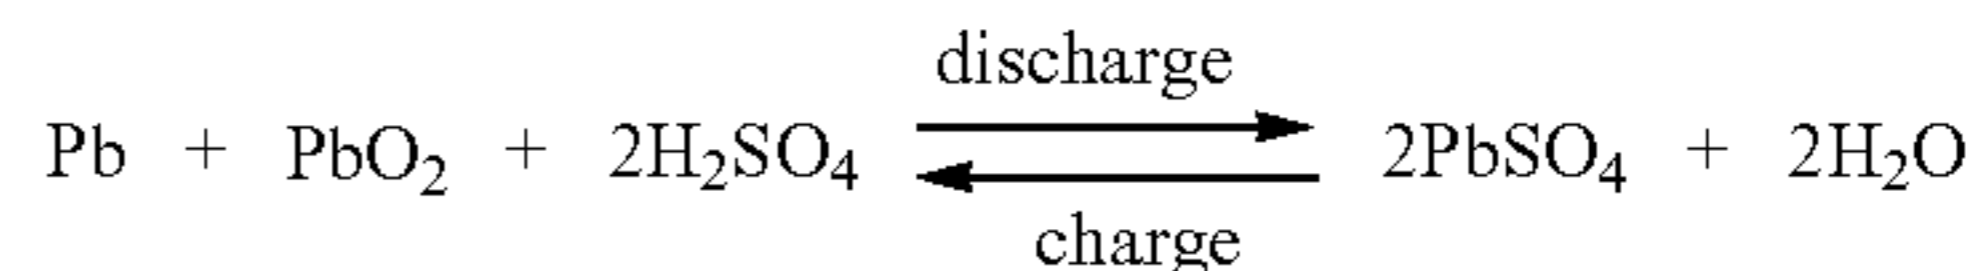 discharge
Pb + PbO₂ + 2H₂SO₄ ⇄ 2PbSO₄ + 2H₂O
charge